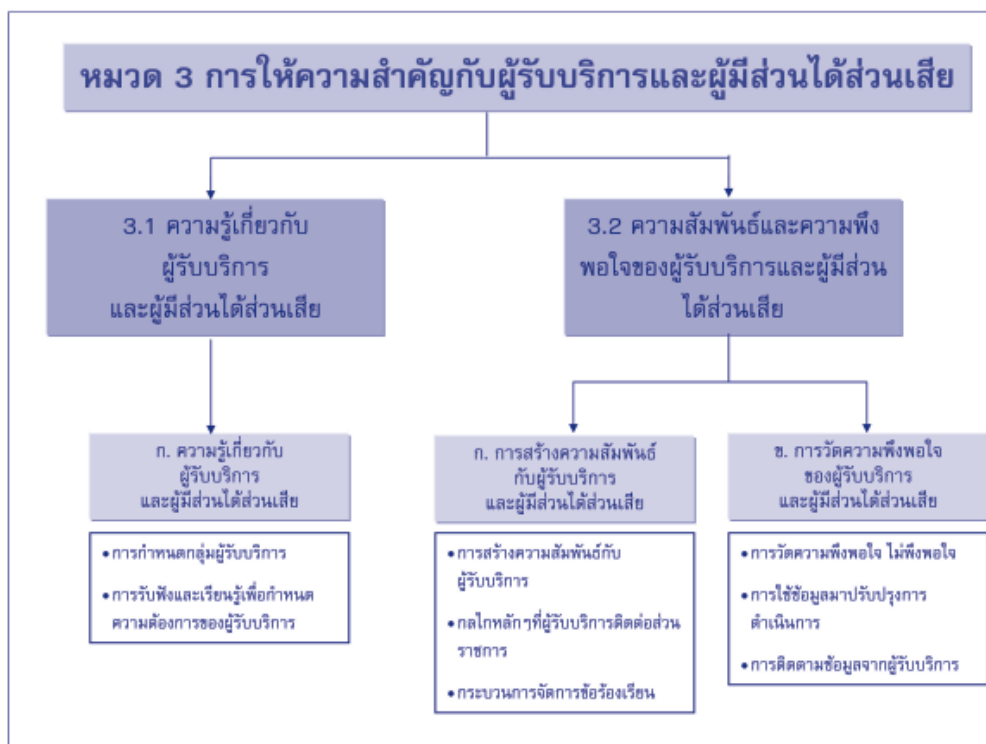 หมวด 3 การให้ความสำคัญกับผู้รับบริการและผู้มีส่วนได้ส่วนเสีย
3.1 ความรู้เกี่ยวกับ
ผู้รับบริการ
และผู้มีส่วนได้ส่วนเสีย
3.2 ความสัมพันธ์และความพึง
พอใจของผู้รับบริการและผู้มีส่วน
ได้ส่วนเสีย
ก. ความรู้เกี่ยวกับ
ผู้รับบริการ
และผู้มีส่วนได้ส่วนเสีย
•การกำหนดกลุ่มผู้รับบริการ
•การรับฟังและเรียนรู้เพื่อกำหนด
ความต้องการของผู้รับบริการ
ก. การสร้างความสัมพันธ์
กับผู้รับบริการ
และผู้มีส่วนได้ส่วนเสีย
•การสร้างความสัมพันธ์กับ
ผู้รับบริการ
•กลไกหลักๆที่ผู้รับบริการติดต่อส่วน
ราชการ
•กระบวนการจัดการข้อร้องเรียน
ข. การวัดความพึงพอใจ
ของผู้รับบริการ
และผู้มีส่วนได้ส่วนเสีย
•การวัดความพึงพอใจ ไม่พึงพอใจ
•การใช้ข้อมูลมาปรับปรุงการ
ดำเนินการ
•การติดตามข้อมูลจากผู้รับบริการ